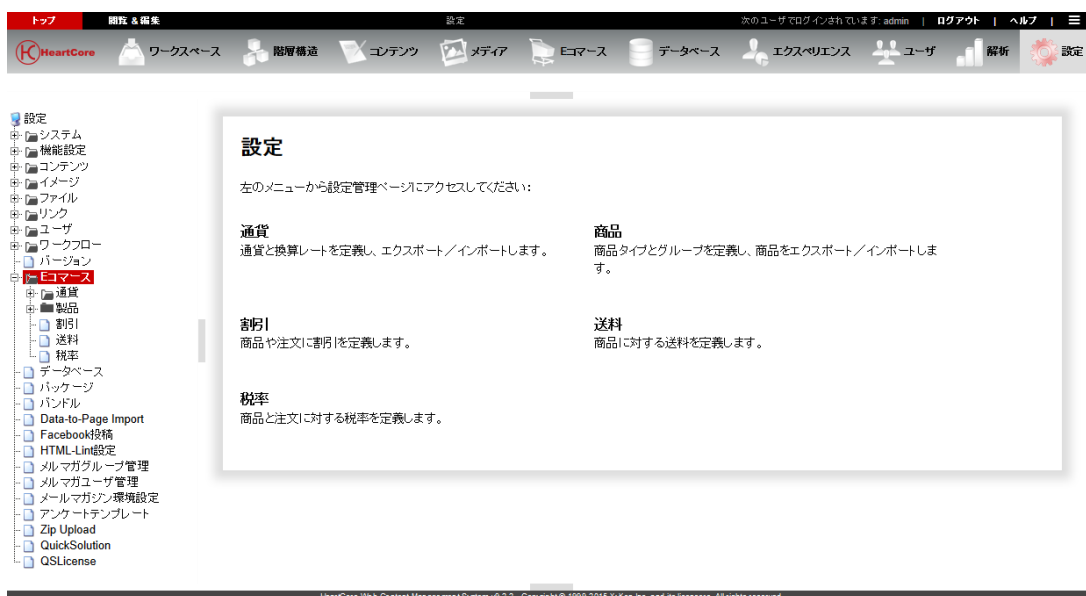 トップ 閲覧 & 編集 設定 次のユーザでログインされています: admin | ログアウト | ヘルプ |
HeartCore ワークスペース 階層構造 コンテンツ メディア Eコマース データベース エクスペリエンス ユーザ 解析 設定
設定
システム
機能設定
コンテンツ
イメージ
ファイル
リンク
ユーザ
ワークフロー
バージョン
Eコマース
通貨
製品
割引
送料
税率
データベース
パッケージ
バンドル
Data-to-Page Import
Facebook投稿
HTML-Lint設定
メルマガグループ管理
メルマガユーザ管理
メールマガジン環境設定
アンケートテンプレート
Zip Upload
QuickSolution
QSLicense
設定
左のメニューから設定管理ページにアクセスしてください:
通貨
通貨と換算レートを定義し、エクスポート／インポートします。
商品
商品タイプとグループを定義し、商品をエクスポート／インポートしま
す。
割引
商品や注文に割引を定義します。
送料
商品に対する送料を定義します。
税率
商品と注文に対する税率を定義します。